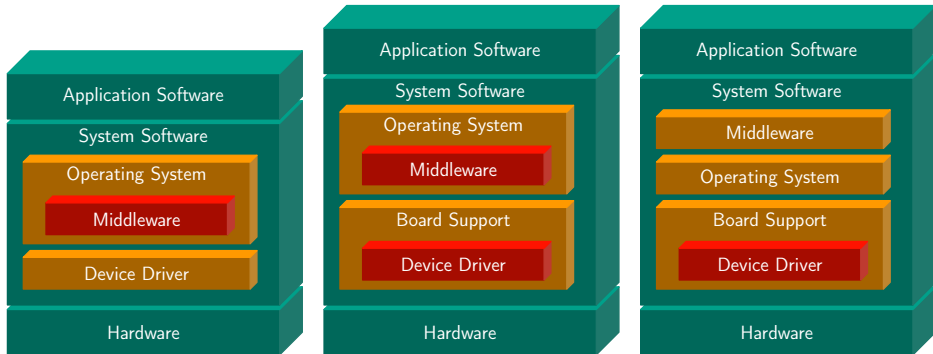 Application Software
System Software
Operating System
Middleware
Device Driver
Hardware
Application Software
System Software
Operating System
Middleware
Board Support
Device Driver
Hardware
Application Software
System Software
Middleware
Operating System
Board Support
Device Driver
Hardware